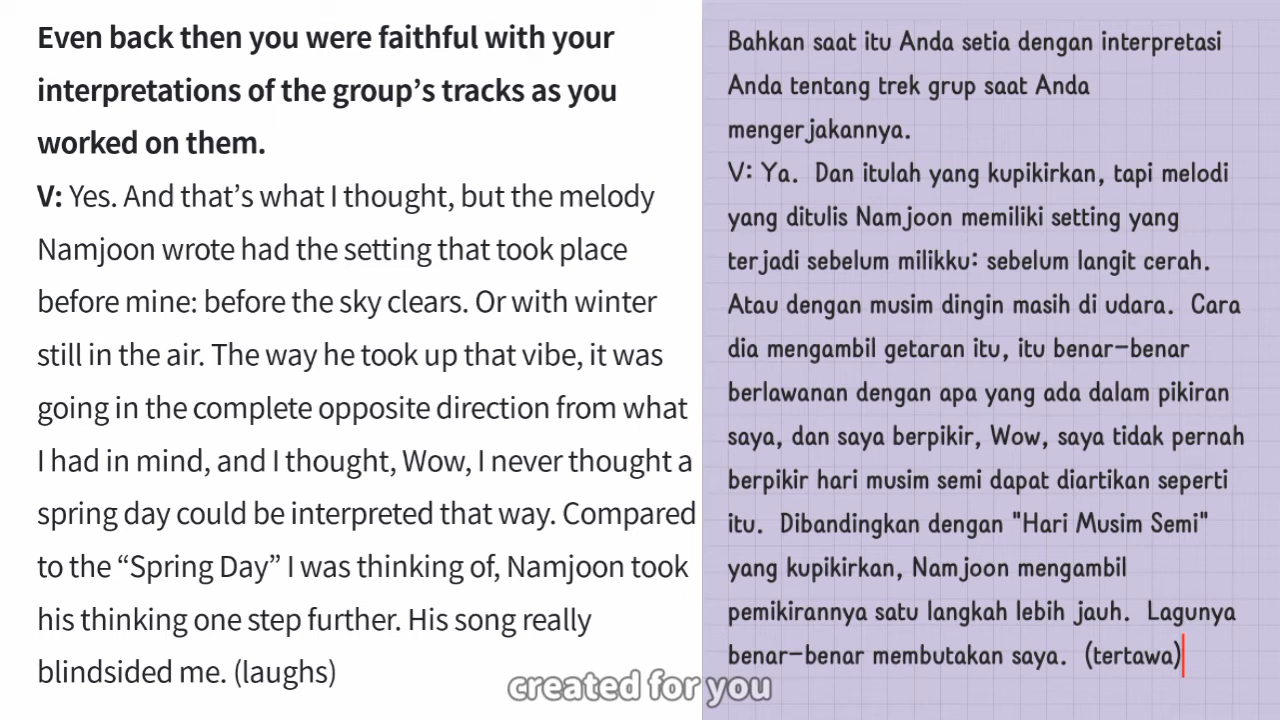 Even back then you were faithful with your
interpretations of the group’s tracks as you
worked on them.
V: Yes. And that’s what I thought, but the melody
Namjoon wrote had the setting that took place
before mine: before the sky clears. Or with winter
still in the air. The way he took up that vibe, it was
going in the complete opposite direction from what
I had in mind, and I thought, Wow, I never thought a
spring day could be interpreted that way. Compared
to the “Spring Day” I was thinking of, Namjoon took
his thinking one step further. His song really
blindsided me. (laughs)
Bahkan saat itu Anda setia dengan interpretasi
Anda tentang trek grup saat Anda
mengerjakannya.
V: Ya. Dan itulah yang kupikirkan, tapi melodi
yang ditulis Namjoon memiliki setting yang
terjadi sebelum milikku: sebelum langit cerah.
Atau dengan musim dingin masih di udara. Cara
dia mengambil getaran itu, itu benar-benar
berlawanan dengan apa yang ada dalam pikiran
saya, dan saya berpikir, Wow, saya tidak pernah
berpikir hari musim semi dapat diartikan seperti
itu. Dibandingkan dengan "Hari Musim Semi"
yang kupikirkan, Namjoon mengambil
pemikirannya satu langkah lebih jauh. Lagunya
benar-benar membutakan saya. (tertawa)
created for you